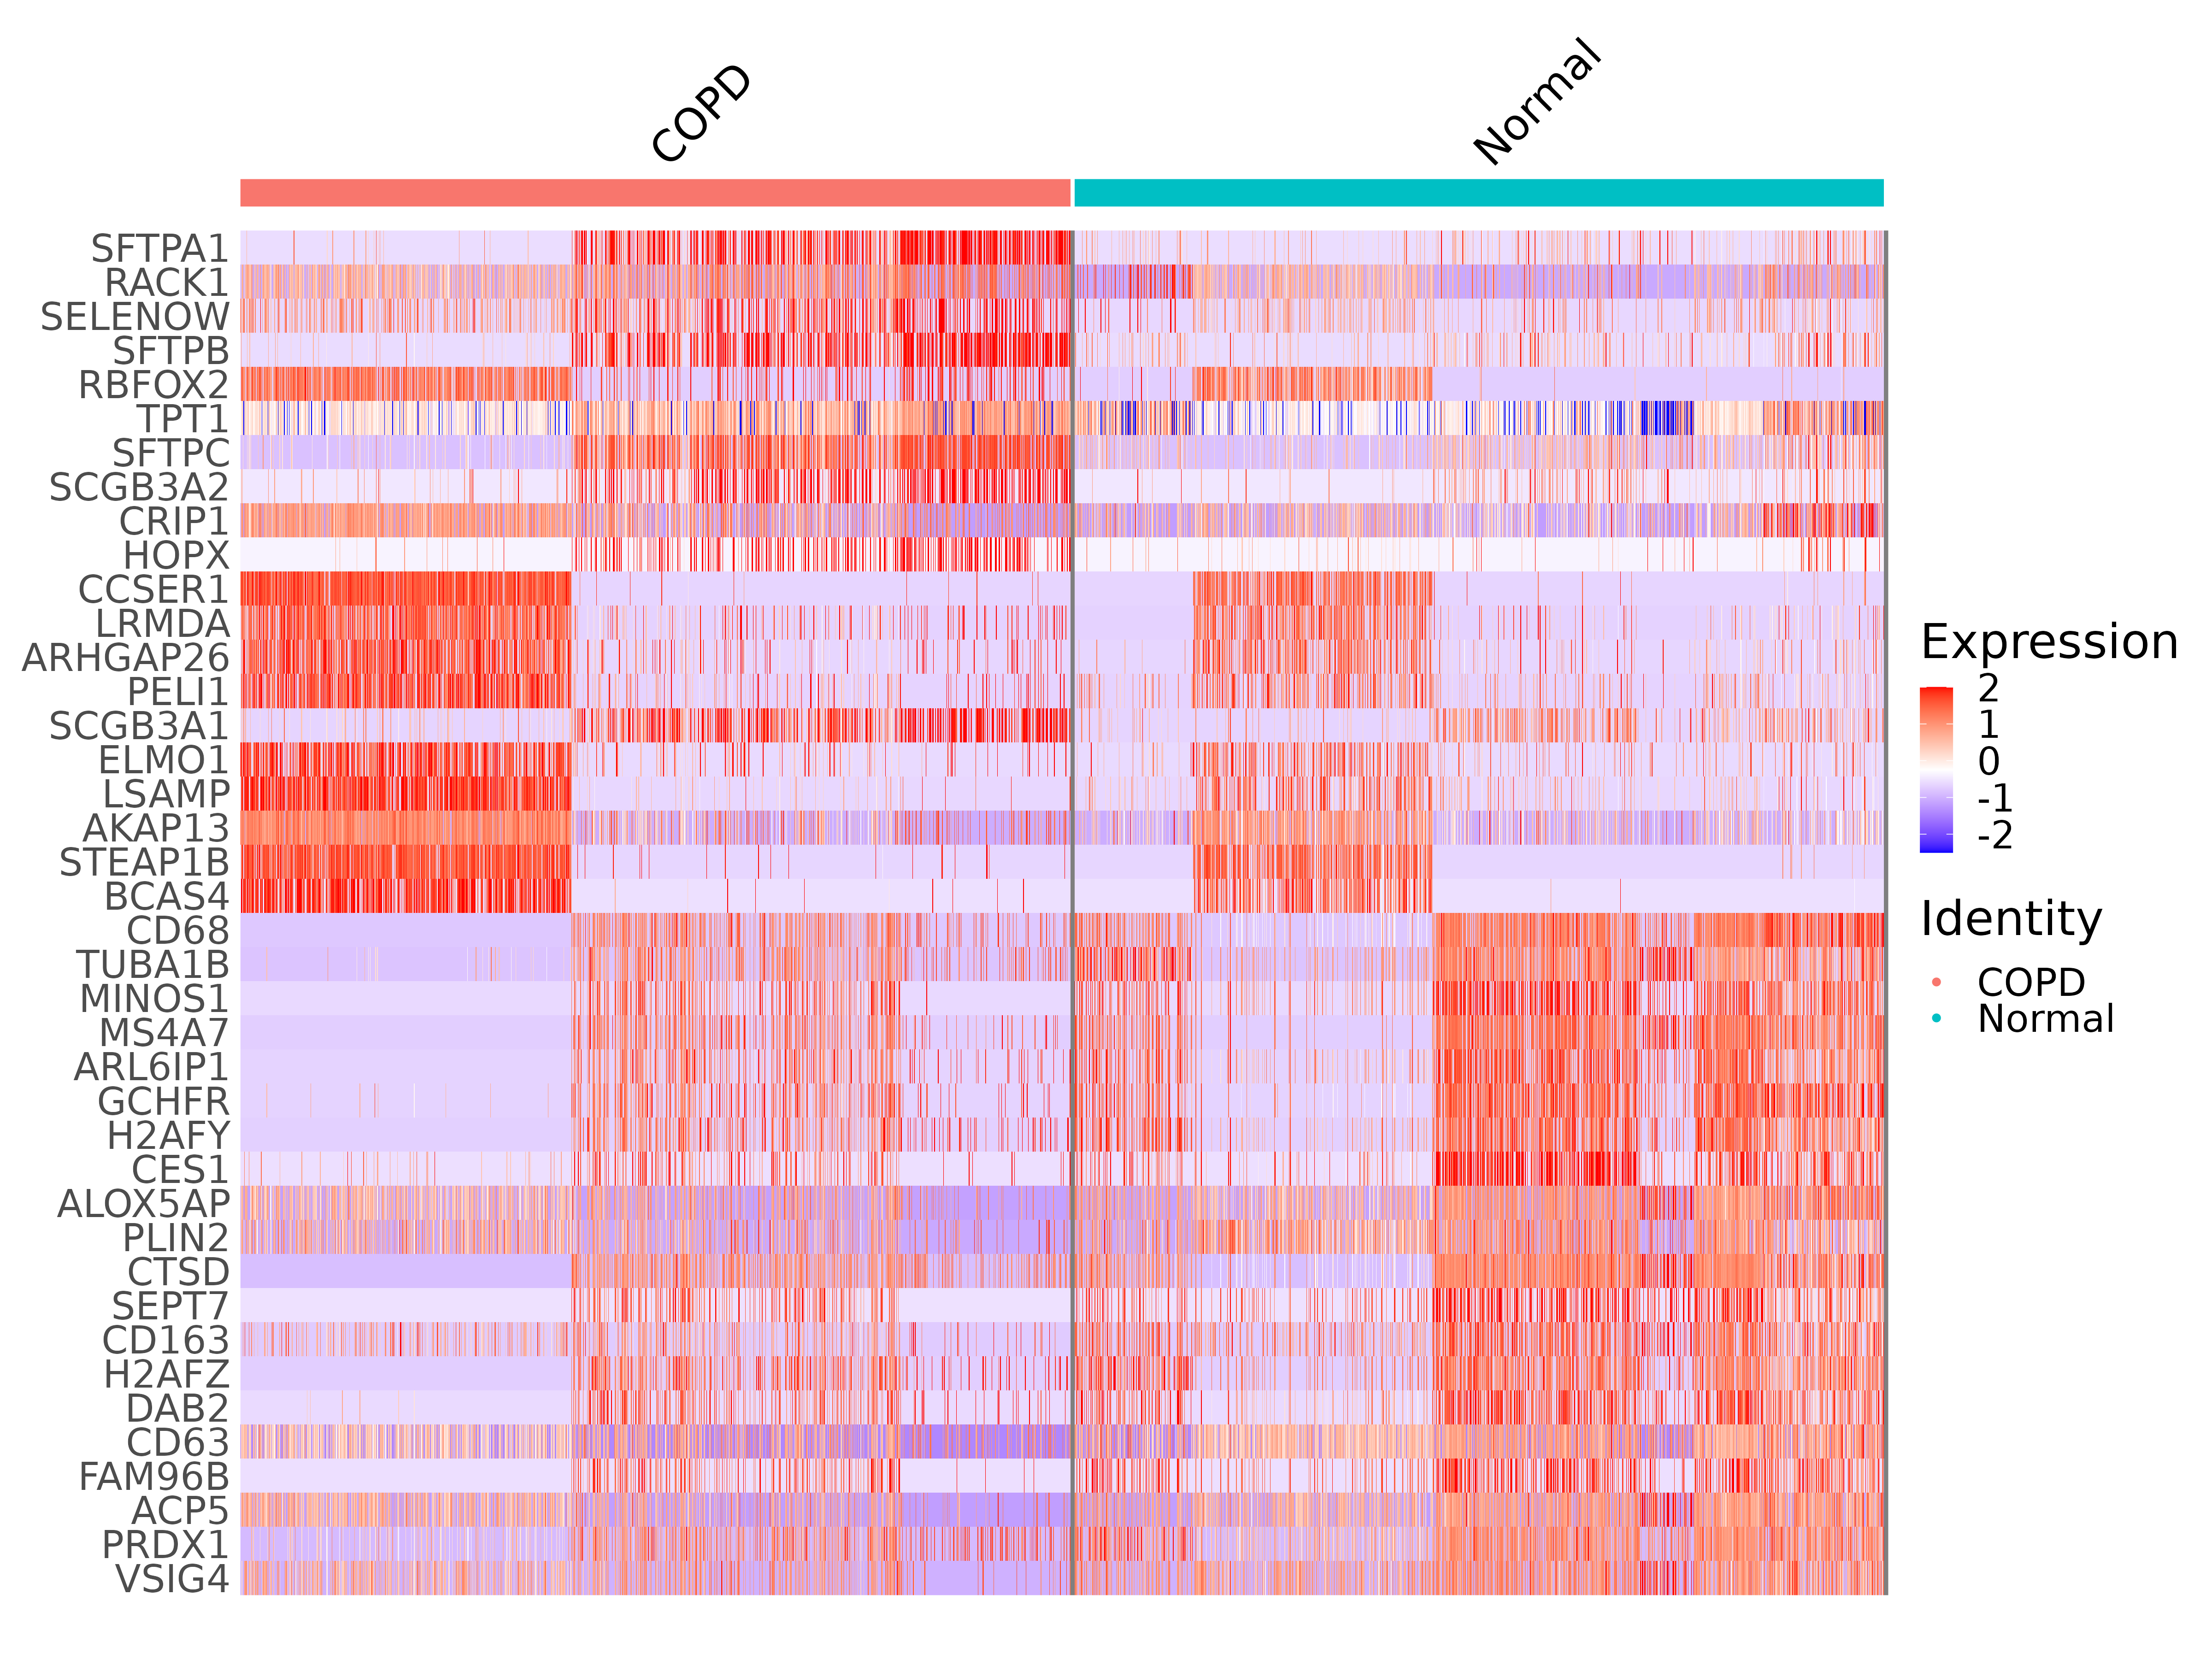 COPD
Normal
SFTPA1
RACK1
SELENOW
SFTPB
RBFOX2
TPT1
SFTPC
SCGB3A2
CRIP1
HOPX
CCSER1
LRMDA
ARHGAP26
PELI1
SCGB3A1
ELMO1
LSAMP
AKAP13
STEAP1B
BCAS4
CD68
TUBA1B
MINOS1
MS4A7
ARL6IP1
GCHFR
H2AFY
CES1
ALOX5AP
PLIN2
CTSD
SEPT7
CD163
H2AFZ
DAB2
CD63
FAM96B
ACP5
PRDX1
VSIG4
Expression
2
1
0
-1
-2
Identity
COPD
Normal